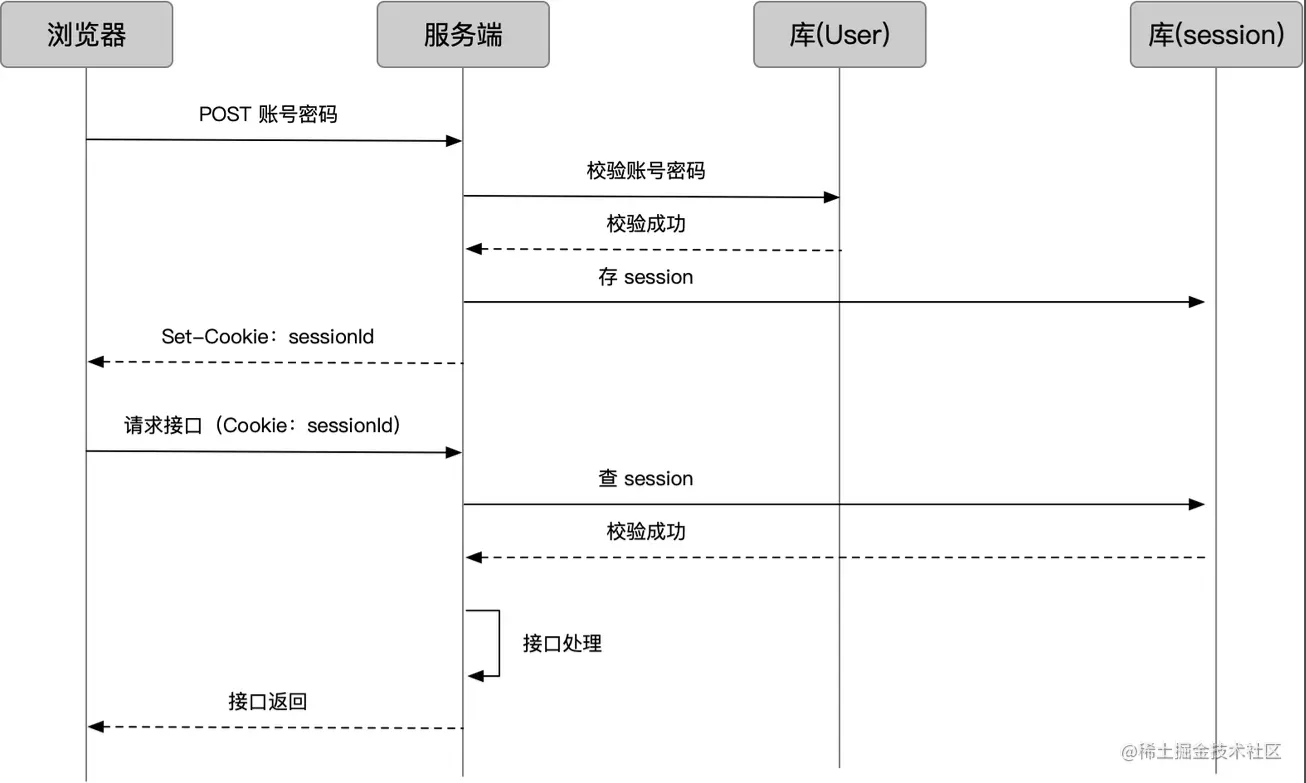 浏览器
服务端
库(User)
库(session)
POST 账号密码
校验账号密码
校验成功
存 session
Set-Cookie：sessionId
请求接口（Cookie：sessionId）
查 session
校验成功
接口处理
接口返回
@稀土掘金技术社区